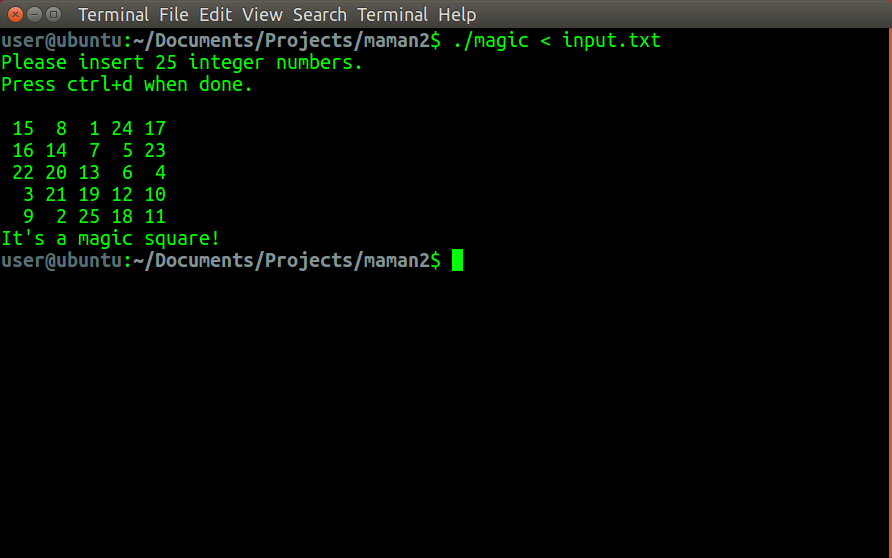 Terminal File Edit View Search Terminal Help
user@ubuntu:~/Documents/Projects/maman2$ ./magic < input.txt
Please insert 25 integer numbers.
Press ctrl+d when done.
15 8 1 24 17
16 14 7 5 23
22 20 13 6 4
3 21 19 12 10
9 2 25 18 11
It's a magic square!
user@ubuntu:~/Documents/Projects/maman2$